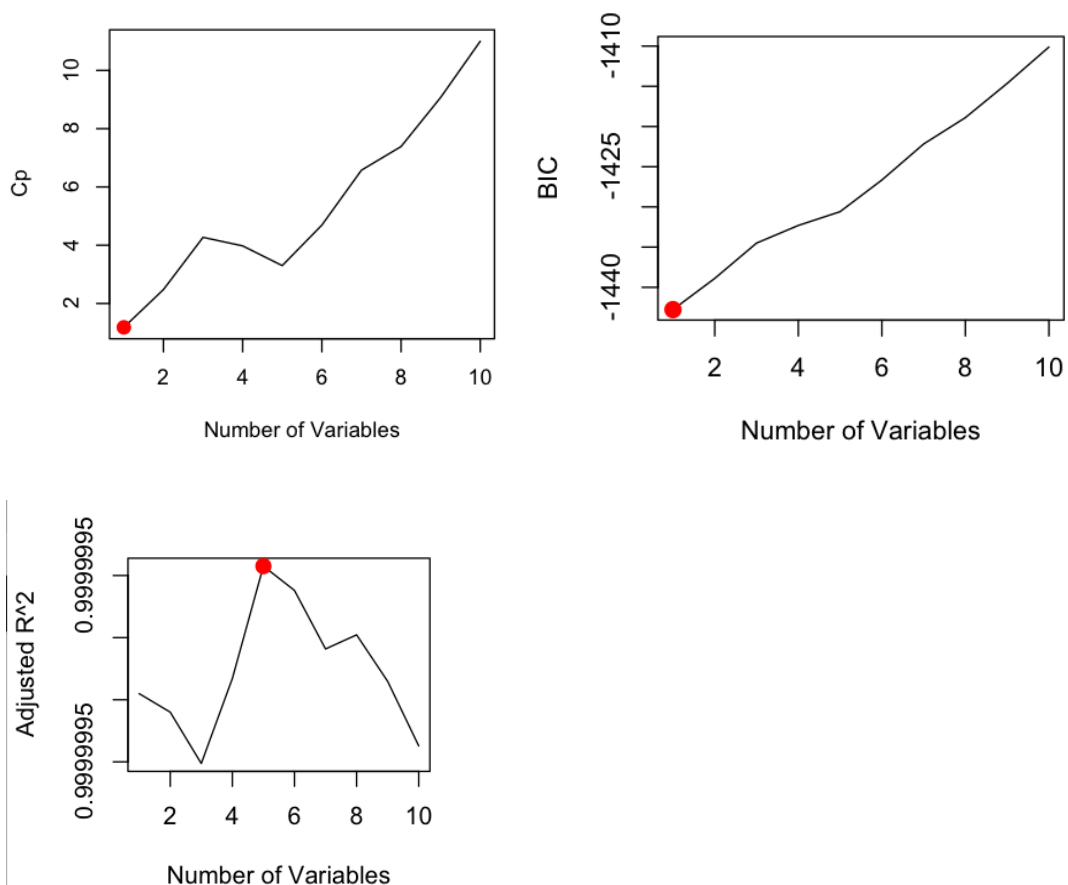 Cp
10
8
6
4
2
2 4 6 8 10
Number of Variables
BIC
-1410
-1425
-1440
2 4 6 8 10
Number of Variables
Adjusted R^2
0.9999995
0.9999995
2 4 6 8 10
Number of Variables